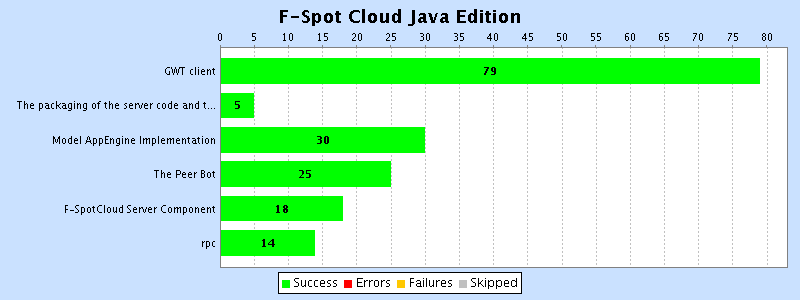 F-Spot Cloud Java Edition
0 5 10 15 20 25 30 35 40 45 50 55 60 65 70 75 80
GWT client 79
The packaging of the server code and t... 5
Model AppEngine Implementation 30
The Peer Bot 25
F-SpotCloud Server Component 18
rpc 14
Success Errors Failures Skipped